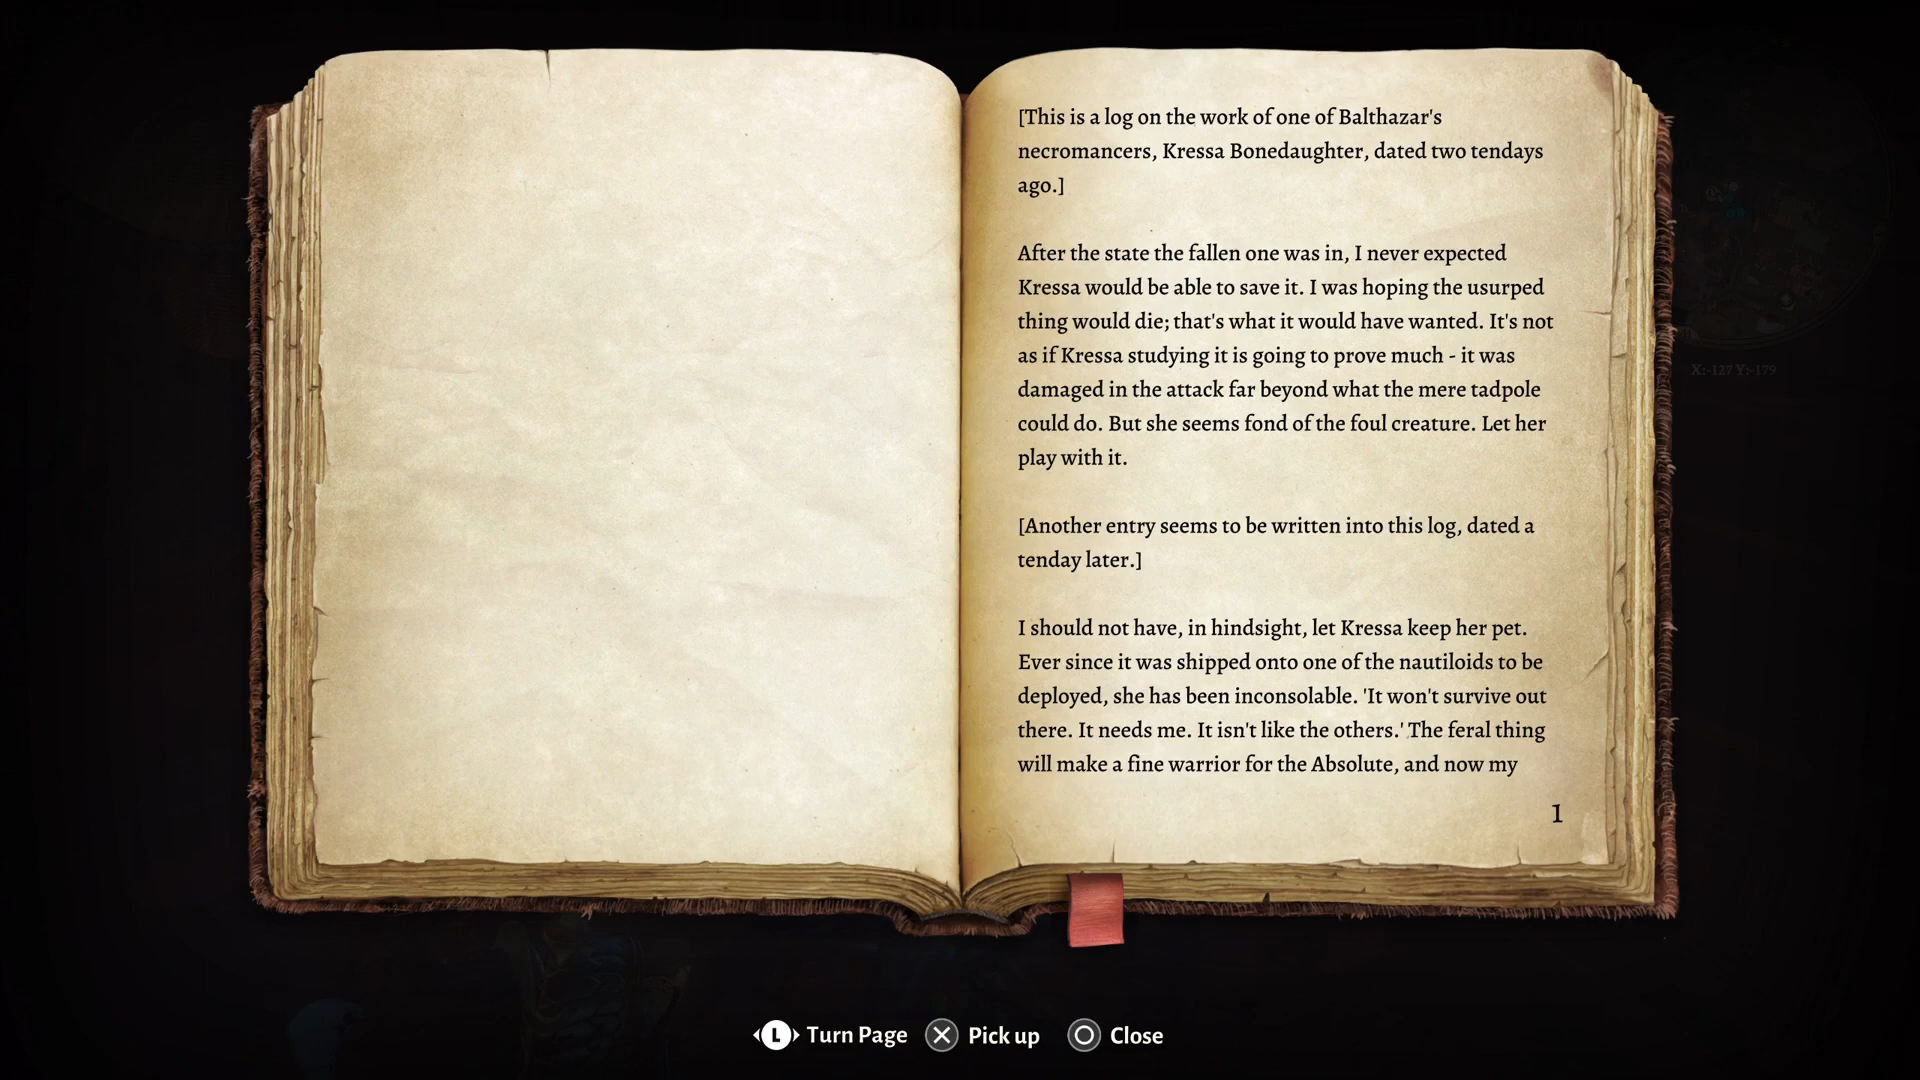 [This is a log on the work of one of Balthazar's
necromancers, Kressa Bonedaughter, dated two tendays
ago.]
After the state the fallen one was in, I never expected
Kressa would be able to save it. I was hoping the usurped
thing would die; that's what it would have wanted. It's not
as if Kressa studying it is going to prove much - it was
damaged in the attack far beyond what the mere tadpole
could do. But she seems fond of the foul creature. Let her
play with it.
[Another entry seems to be written into this log, dated a
tenday later.]
I should not have, in hindsight, let Kressa keep her pet.
Ever since it was shipped onto one of the nautiloids to be
deployed, she has been inconsolable. 'It won't survive out
there. It needs me. It isn't like the others.' The feral thing
will make a fine warrior for the Absolute, and now my
1
X:-127 Y:-179
L Turn Page Pick up Close